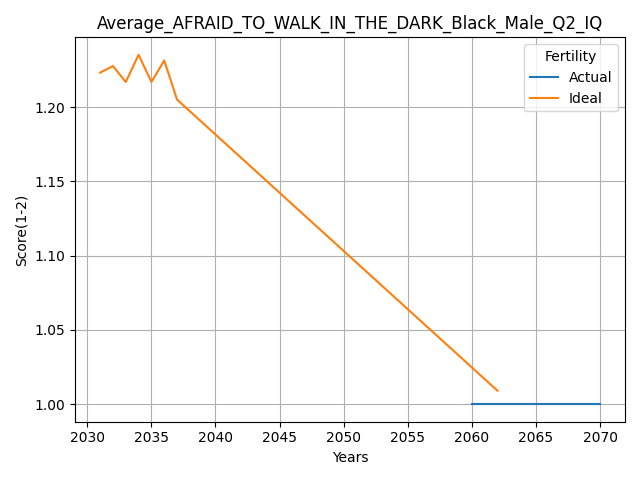 Average_AFRAID_TO_WALK_IN_THE_DARK_Black_Male_Q2_IQ
Fertility
Actual
Ideal
Score(1-2)
1.20
1.15
1.10
1.05
1.00
2030 2035 2040 2045 2050 2055 2060 2065 2070
Years